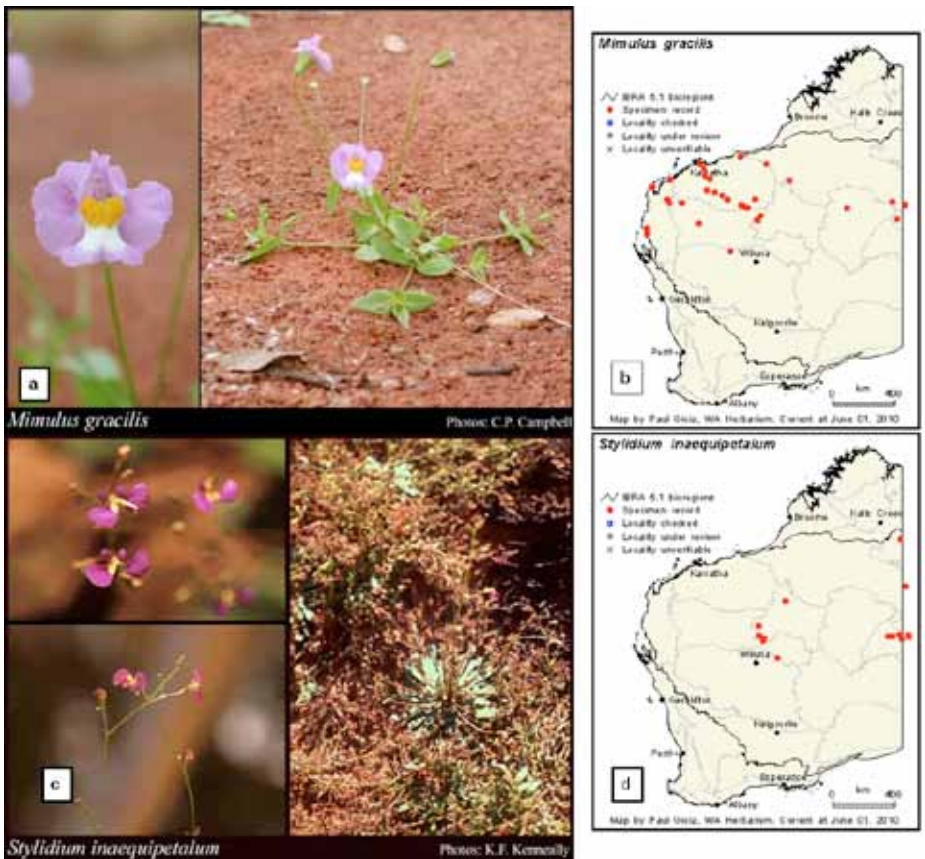 a
Mimulus gracilis
Photos: C.P. Campbell
Mimulus gracilis
IBRA 6.1 bioregions
Specimen record
Locality checked
Locality under review
Locality unverifiable
Broome
Halls Creek
Karratha
Wiluna
Geraldton
Kalgoorlie
Perth
Esperance
Albany
km
0 400
b
Map by Paul Gioia, WA Herbarium. Current at June 01, 2010
c
Stylidium inaequipetalum
Photos: K.F. Kenneally
Stylidium inaequipetalum
IBRA 6.1 bioregions
Specimen record
Locality checked
Locality under review
Locality unverifiable
Broome
Halls Creek
Karratha
Wiluna
Geraldton
Kalgoorlie
Perth
Esperance
Albany
km
0 400
d
Map by Paul Gioia, WA Herbarium. Current at June 01, 2010